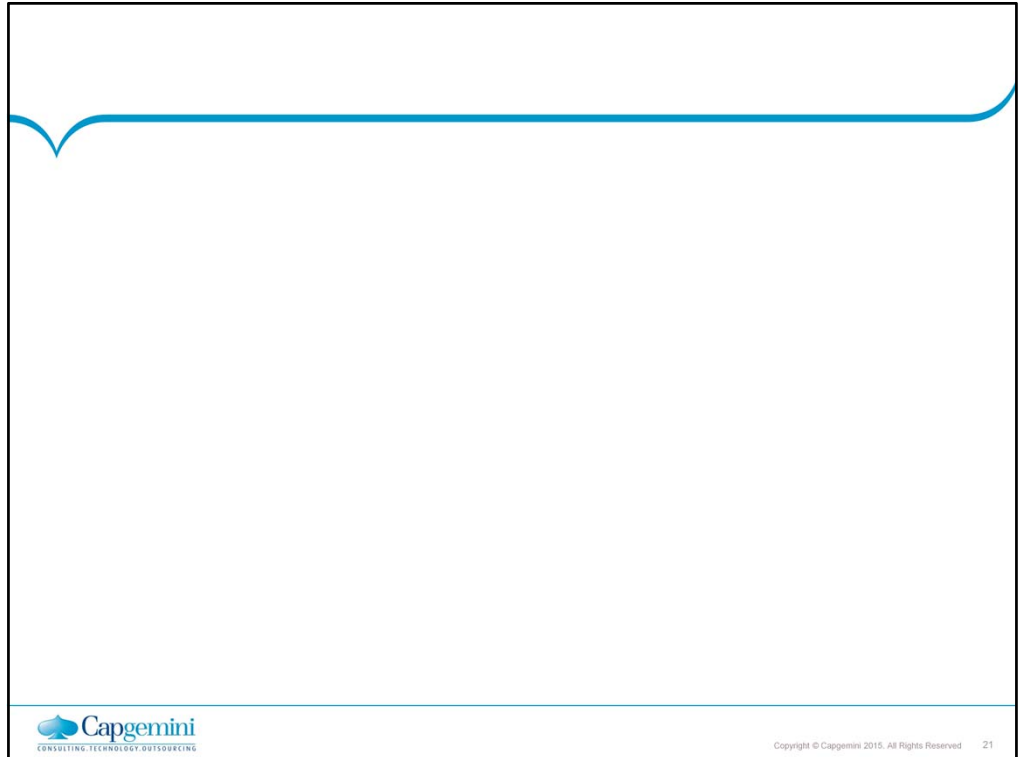 Capgemini
CONSULTING.TECHNOLOGY.OUTSOURCING
Copyright © Capgemini 2015. All Rights Reserved 21